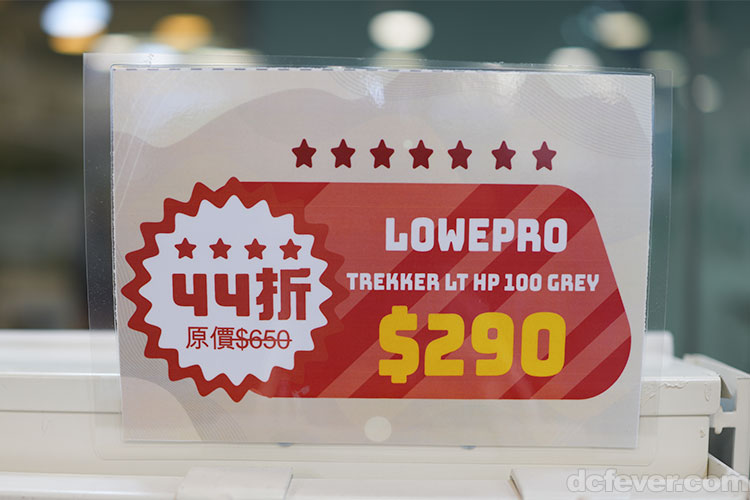 44折
原價$650
LOWEPRO
TREKKER LT HP 100 GREY
$290
dcfever.com